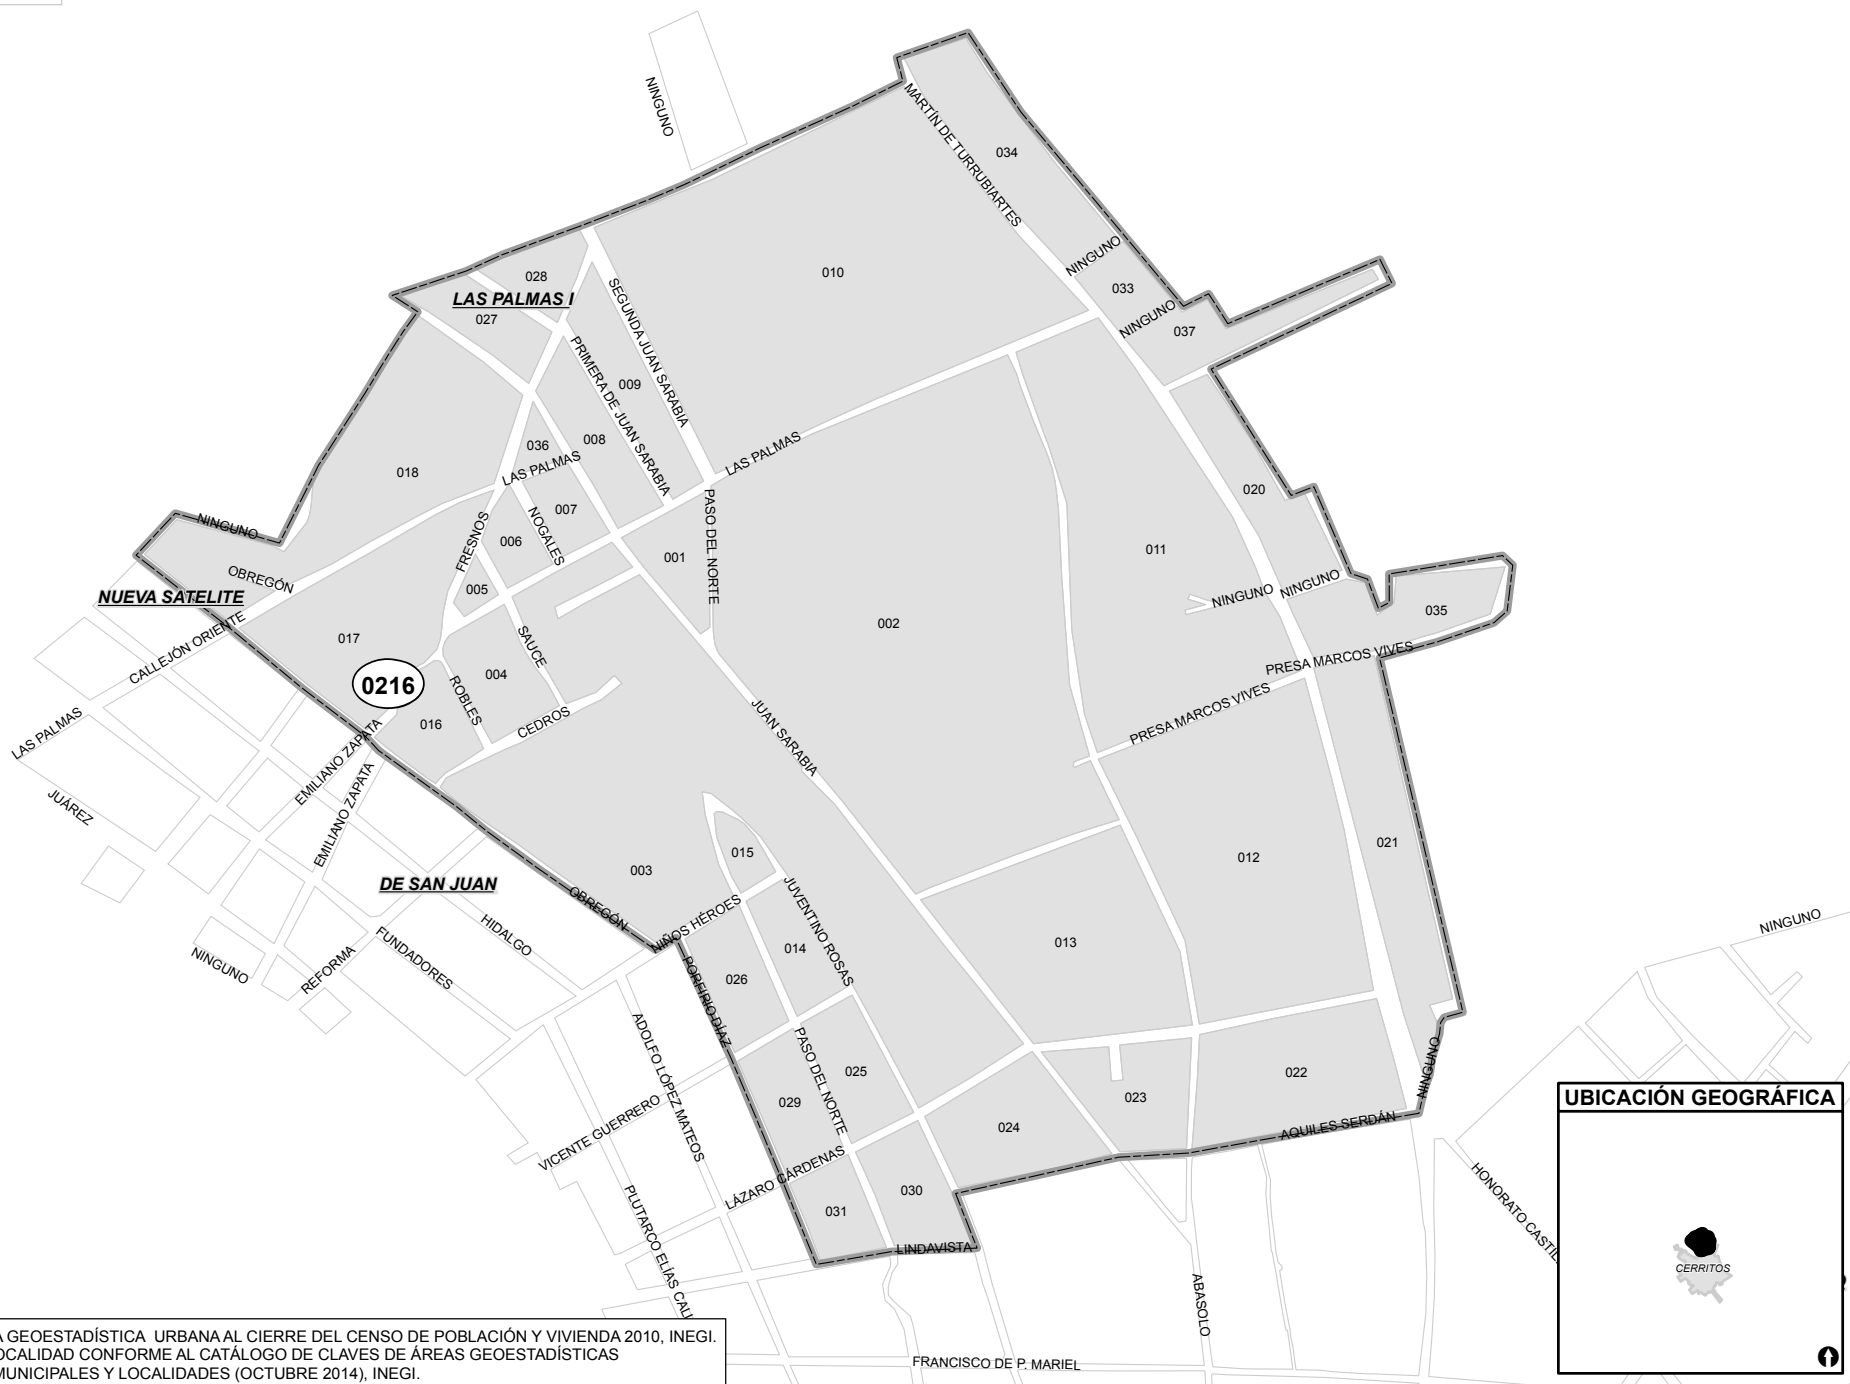 NINGUNO
MARTÍN DE TURRUBIARTES
034
NINGUNO
010
028
LAS PALMAS I
027
SEGUNDA JUAN SARABIA
033
NINGUNO
037
PRIMERA DE JUAN SARABIA
009
008
036
LAS PALMAS
LAS PALMAS
018
020
NINGUNO
FRESNOS
NOGALES
007
006
PASO DEL NORTE
001
011
OBREGÓN
005
NINGUNO
NINGUNO
NUEVA SATELITE
035
CALLEJÓN ORIENTE
017
SAUCE
002
PRESA MARCOS VIVES
0216
004
ROBLES
PRESA MARCOS VIVES
LAS PALMAS
016
CEDROS
JUAN SARABIA
EMILIANO ZAPATA
EMILIANO ZAPATA
JUÁREZ
015
003
012
021
DE SAN JUAN
OBREGÓN
NIÑOS HÉROES
JUVENTINO ROSAS
HIDALGO
FUNDADORES
REFORMA
NINGUNO
014
013
NINGUNO
026
PORFIRIO DÍAZ
ADOLFO LÓPEZ MATEOS
PASO DEL NORTE
025
029
023
022
NINGUNO
VICENTE GUERRERO
024
AQUILES SERDÁN
LÁZARO CÁRDENAS
PLUTARCO ELÍAS
031
030
LINDAVISTA
HONORATO
ABASOLO
FRANCISCO DE P. MARIEL
UBICACIÓN GEOGRÁFICA
CERRITOS
A GEOESTADÍSTICA URBANA AL CIERRE DEL CENSO DE POBLACIÓN Y VIVIENDA 2010, INEGI.
OCALIDAD CONFORME AL CATÁLOGO DE CLAVES DE ÁREAS GEOESTADÍSTICAS
MUNICIPALES Y LOCALIDADES (OCTUBRE 2014), INEGI.